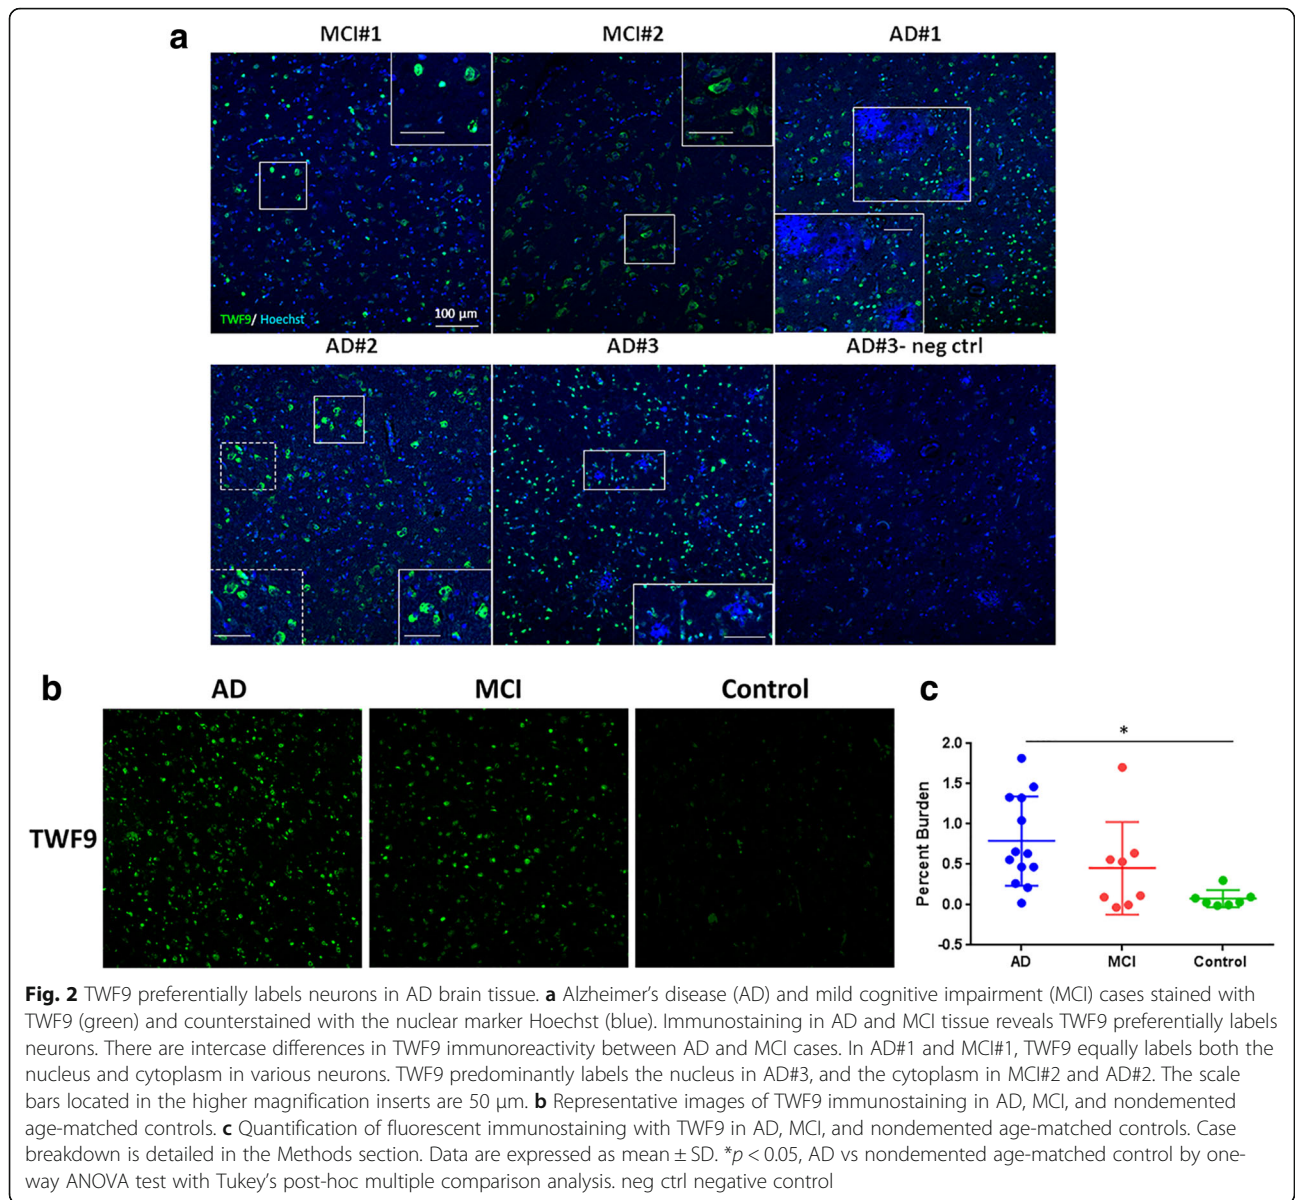 a
MCI#1 MCI#2 AD#1
TWF9/ Hoechst
100 µm
AD#2 AD#3 AD#3- neg ctrl
b
AD MCI Control
TWF9
c
*
Percent Burden
2.0
1.5
1.0
0.5
0.0
-0.5
AD MCI Control
Fig. 2 TWF9 preferentially labels neurons in AD brain tissue. a Alzheimer's disease (AD) and mild cognitive impairment (MCI) cases stained with
TWF9 (green) and counterstained with the nuclear marker Hoechst (blue). Immunostaining in AD and MCI tissue reveals TWF9 preferentially labels
neurons. There are intercase differences in TWF9 immunoreactivity between AD and MCI cases. In AD#1 and MCI#1, TWF9 equally labels both the
nucleus and cytoplasm in various neurons. TWF9 predominantly labels the nucleus in AD#3, and the cytoplasm in MCI#2 and AD#2. The scale
bars located in the higher magnification inserts are 50 µm. b Representative images of TWF9 immunostaining in AD, MCI, and nondemented
age-matched controls. c Quantification of fluorescent immunostaining with TWF9 in AD, MCI, and nondemented age-matched controls. Case
breakdown is detailed in the Methods section. Data are expressed as mean ± SD. *p < 0.05, AD vs nondemented age-matched control by one-
way ANOVA test with Tukey's post-hoc multiple comparison analysis. neg ctrl negative control